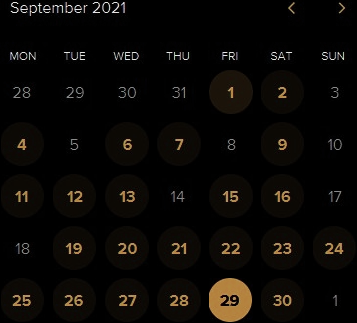 September 2021 < >
MON TUE WED THU FRI SAT SUN
28 29 30 31 1 2 3
4 5 6 7 8 9 10
11 12 13 14 15 16 17
18 19 20 21 22 23 24
25 26 27 28 29 30 1